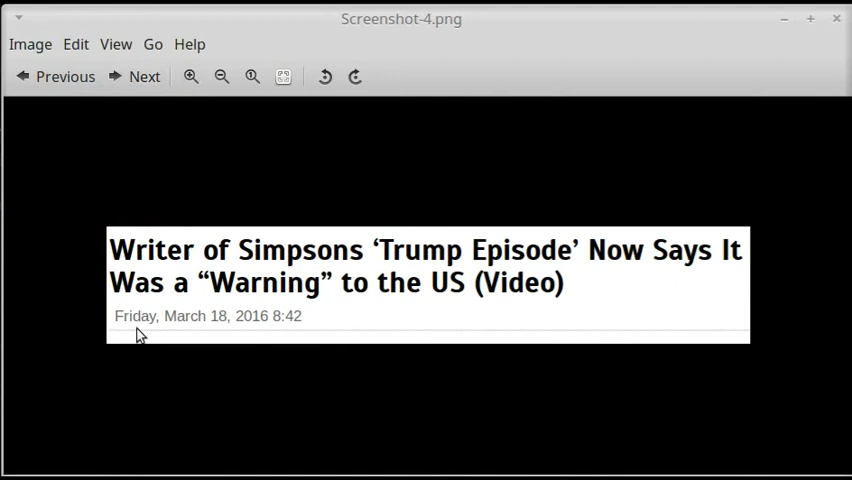 Screenshot-4.png
Image Edit View Go Help
Previous Next
Writer of Simpsons ‘Trump Episode’ Now Says It
Was a “Warning” to the US (Video)
Friday, March 18, 2016 8:42